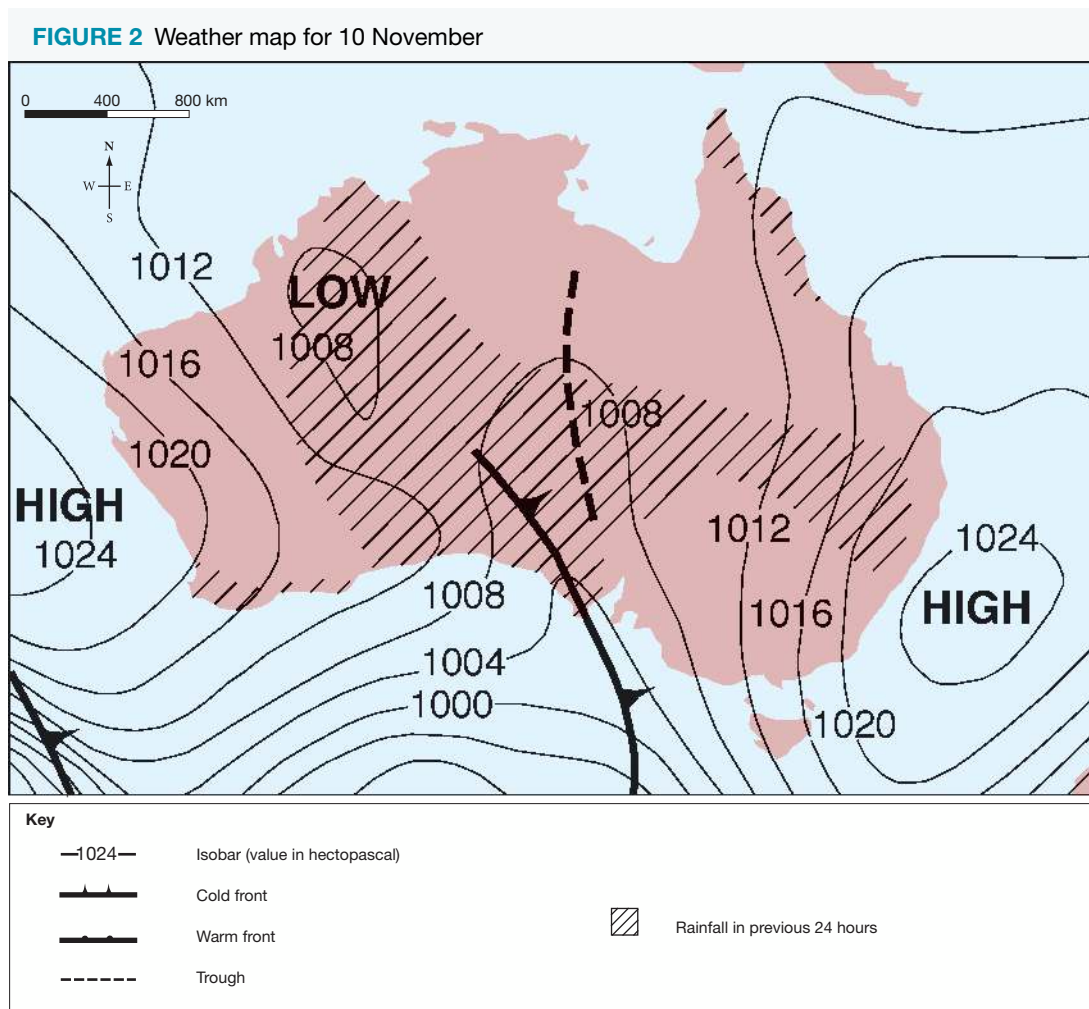 FIGURE 2 Weather map for 10 November
0 400 800 km
N
W E
S
1012
LOW
1008
1016
1008
1020
HIGH
1024
1012
1024
1008
1016
HIGH
1004
1000
1020
Key
1024 Isobar (value in hectopascal)
Cold front
Warm front
Rainfall in previous 24 hours
Trough